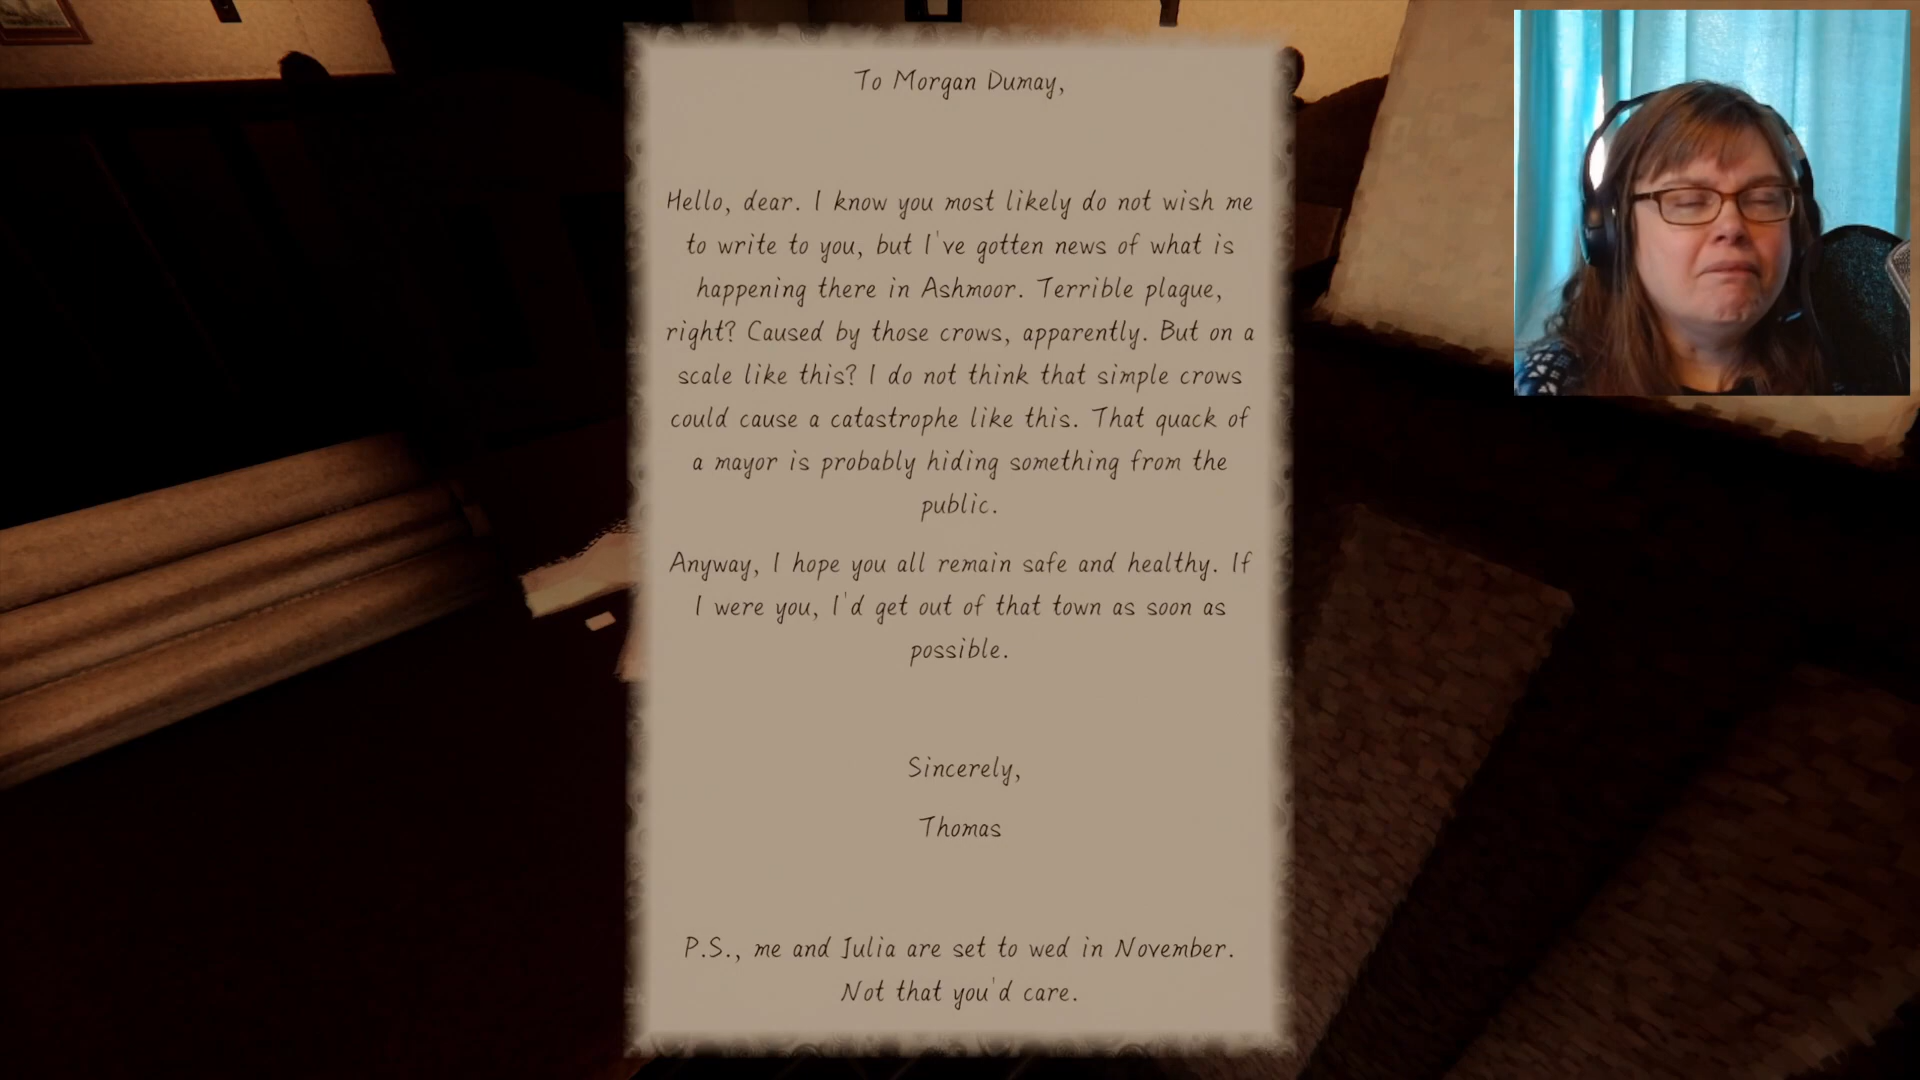 To Morgan Dumay,
Hello, dear. I know you most likely do not wish me
to write to you, but I've gotten news of what is
happening there in Ashmoor. Terrible plague,
right? Caused by those crows, apparently. But on a
scale like this? I do not think that simple crows
could cause a catastrophe like this. That quack of
a mayor is probably hiding something from the
public.
Anyway, I hope you all remain safe and healthy. If
I were you, I'd get out of that town as soon as
possible.
Sincerely,
Thomas
P.S., me and Julia are set to wed in November.
Not that you'd care.